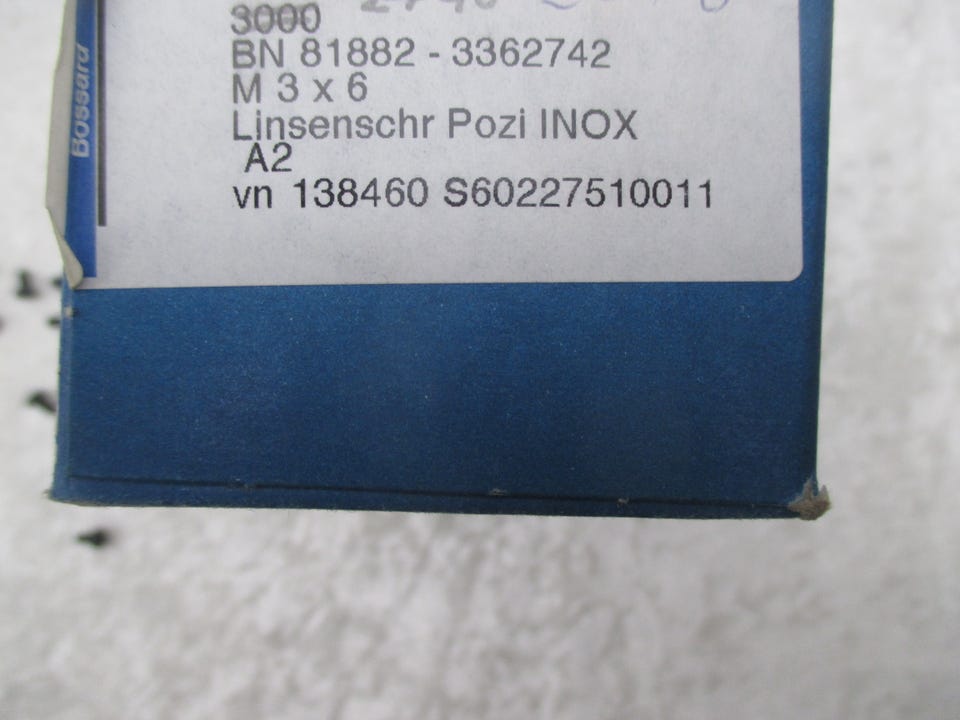 3000
BN 81882 - 3362742
M 3 x 6
Linsenschr Pozi INOX
A2
vn 138460 S60227510011
Bossard